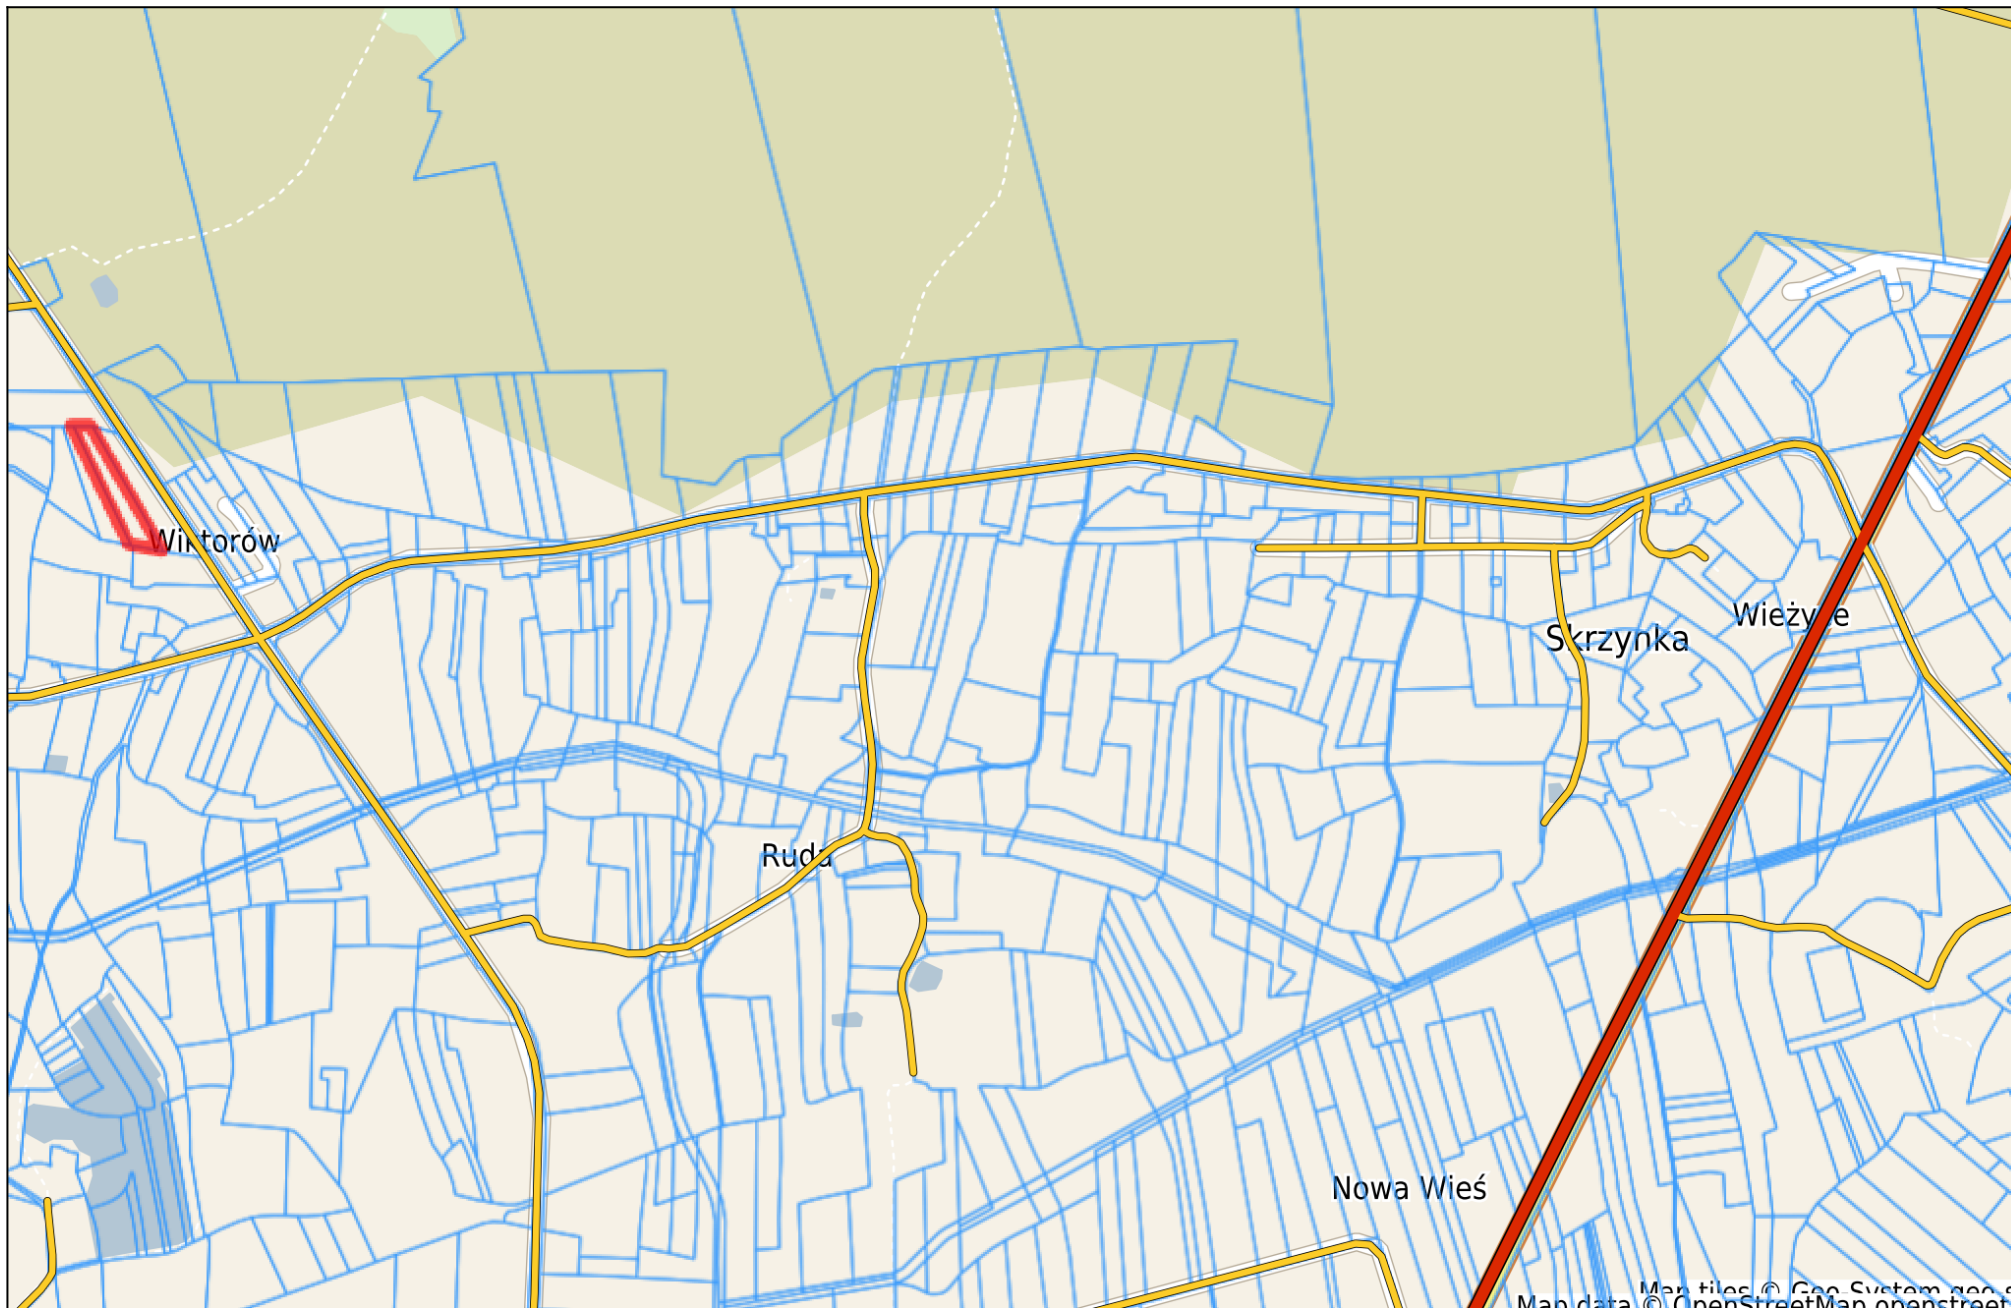 Wiktorów
Wieżyce
Skrzynka
Ruda
Nowa Wieś
Map tiles © Geo-System
Map data © OpenStreetMap